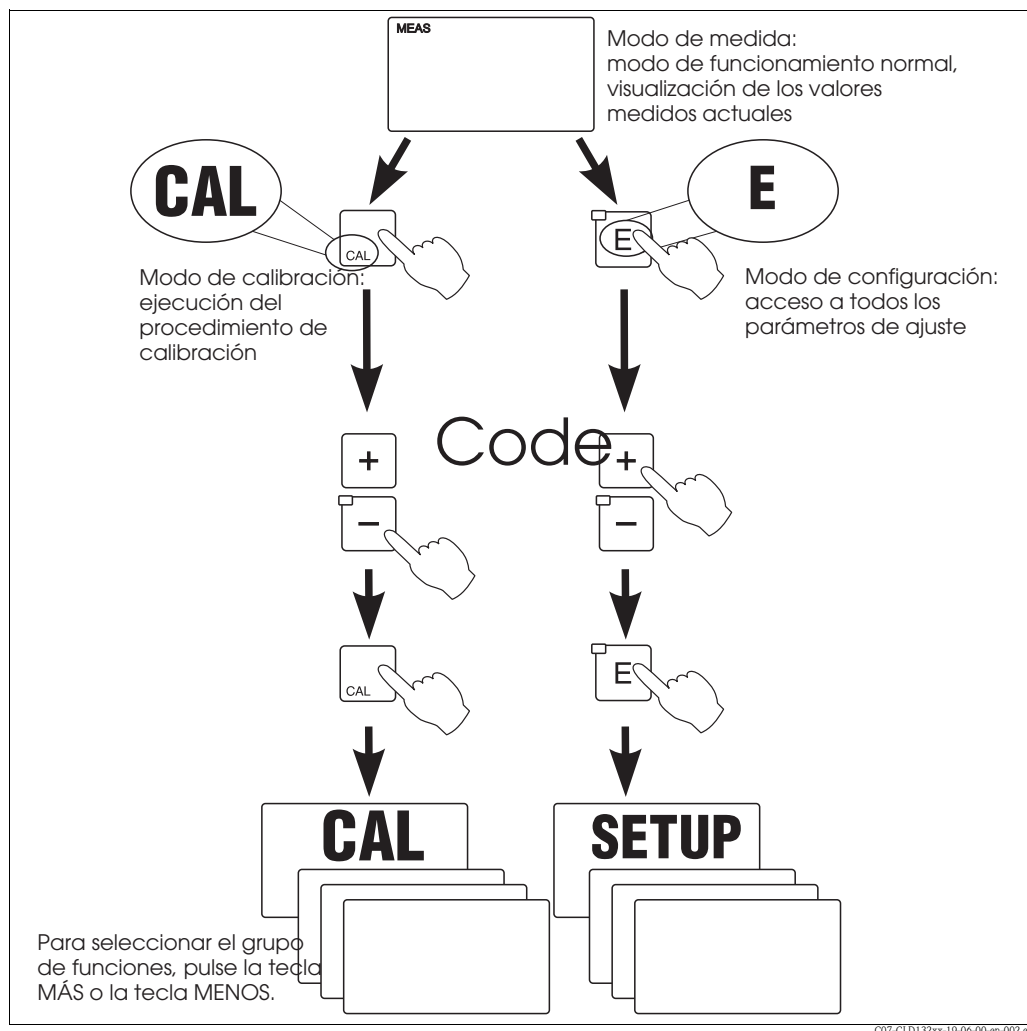 MEAS
Modo de medida:
modo de funcionamiento normal,
visualización de los valores
medidos actuales
CAL
E
CAL
E
Modo de calibración:
ejecución del
procedimiento de
calibración
Modo de configuración:
acceso a todos los
parámetros de ajuste
Code
+
+
−
−
CAL
E
CAL
SETUP
Para seleccionar el grupo
de funciones, pulse la tecla
MÁS o la tecla MENOS.